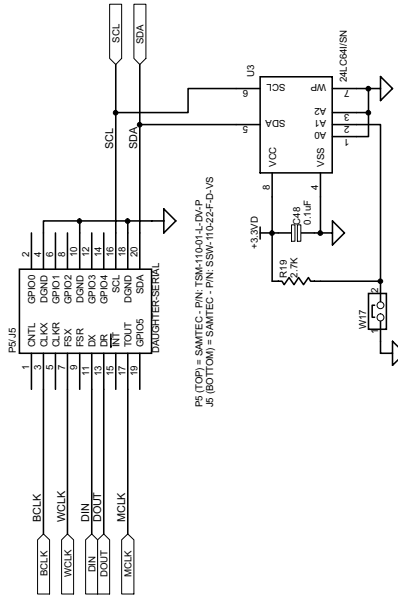 P5/J5
1 CNTL GPIO0 2
3 CLKX DGND 4
5 CLKR GPIO1 6
7 FSX GPIO2 8
9 FSR DGND 10
11 DX GPIO3 12
13 DR GPIO4 14
15 INT SCL 16
17 TOUT DGND 18
19 GPIO5 SDA 20
DAUGHTER-SERIAL
BCLK BCLK
WCLK WCLK
DIN DIN
DOUT DOUT
MCLK MCLK
SCL SCL
SDA SDA
P5 (TOP) = SAMTEC - P/N: TSM-110-01-L-DV-P
J5 (BOTTOM) = SAMTEC - P/N: SSW-110-22-F-D-VS
U3
6 SCL
5 SDA
8 VCC
4 VSS
WP 7
A2 3
A1 2
A0 1
24LC64I/SN
+3.3VD
C48
0.1uF
R19
2.7K
W17
1 2